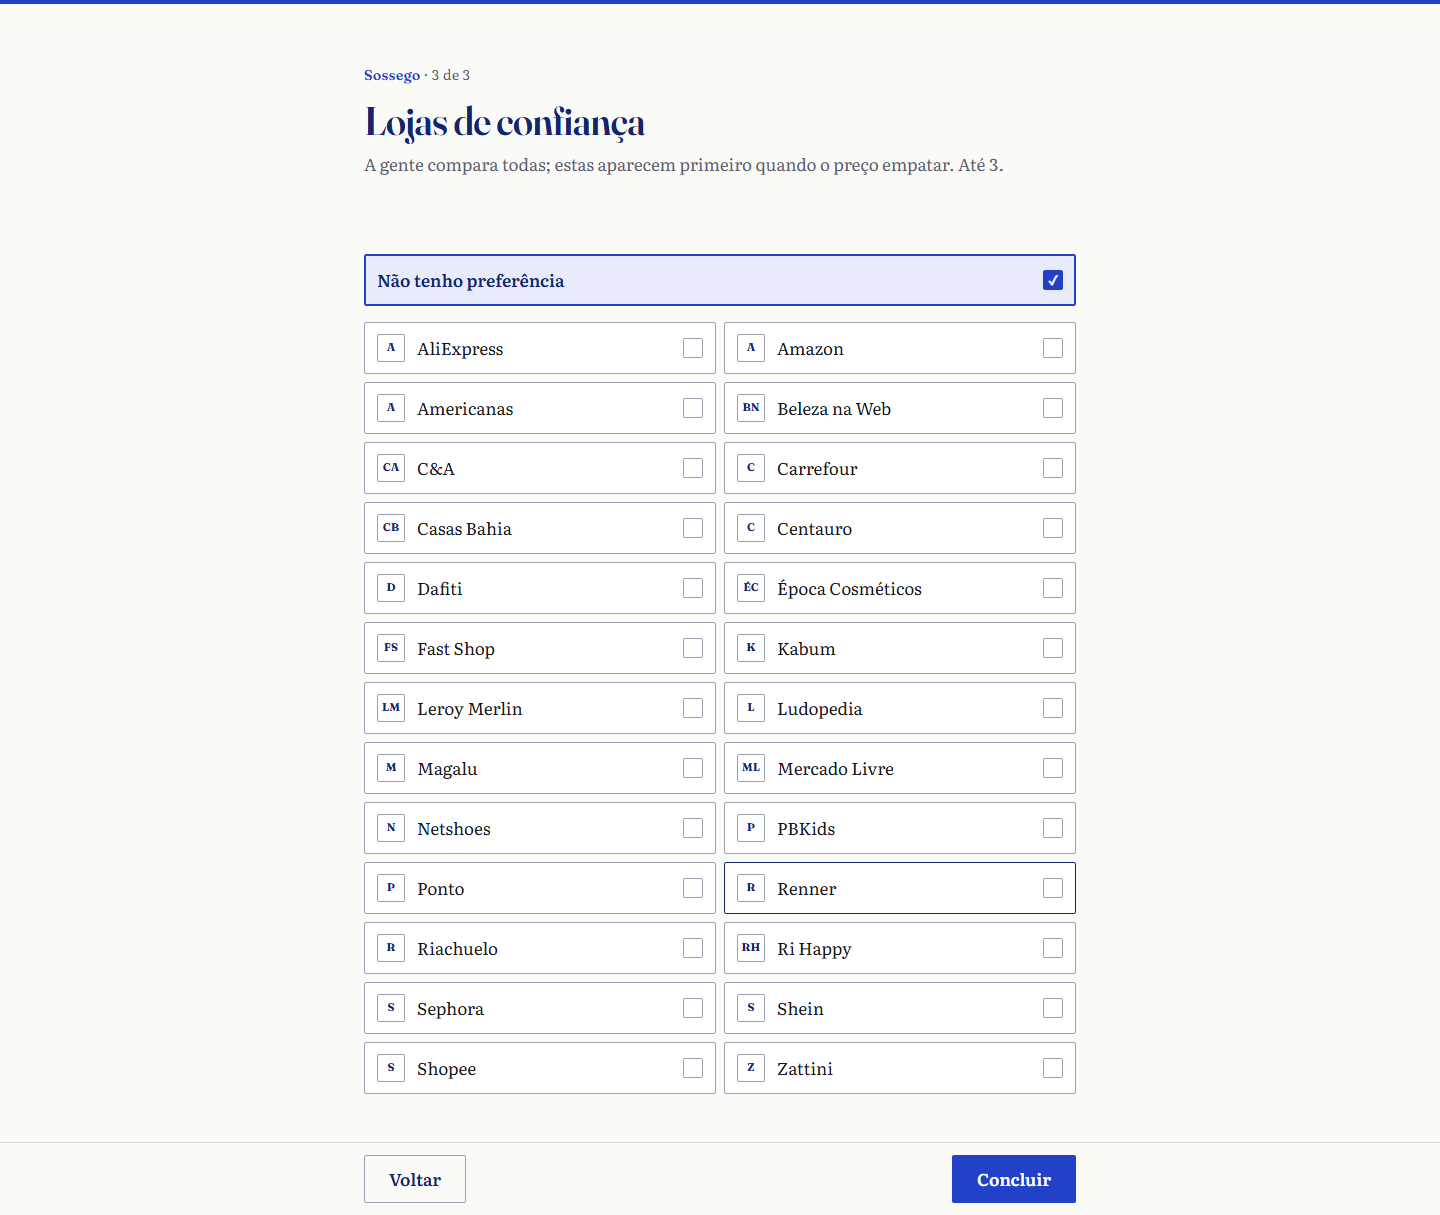 Sossego · 3 de 3
Lojas de confiança
A gente compara todas; estas aparecem primeiro quando o preço empatar. Até 3.
Não tenho preferência
A AliExpress
A Amazon
A Americanas
BN Beleza na Web
CA C&A
C Carrefour
CB Casas Bahia
C Centauro
D Dafiti
ÉC Época Cosméticos
FS Fast Shop
K Kabum
LM Leroy Merlin
L Ludopedia
M Magalu
ML Mercado Livre
N Netshoes
P PBKids
P Ponto
R Renner
R Riachuelo
RH Ri Happy
S Sephora
S Shein
S Shopee
Z Zattini
Voltar
Concluir